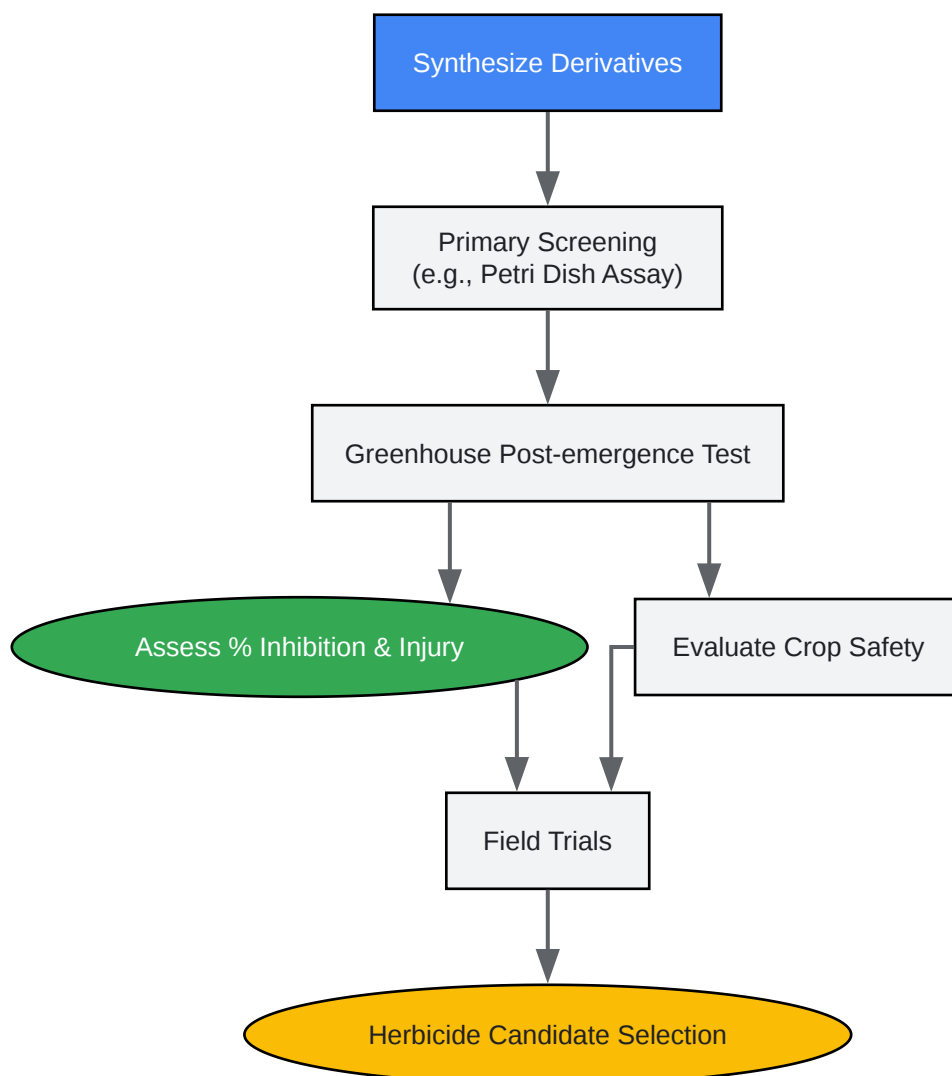 Synthesize Derivatives
Primary Screening
(e.g., Petri Dish Assay)
Greenhouse Post-emergence Test
Assess % Inhibition & Injury
Evaluate Crop Safety
Field Trials
Herbicide Candidate Selection